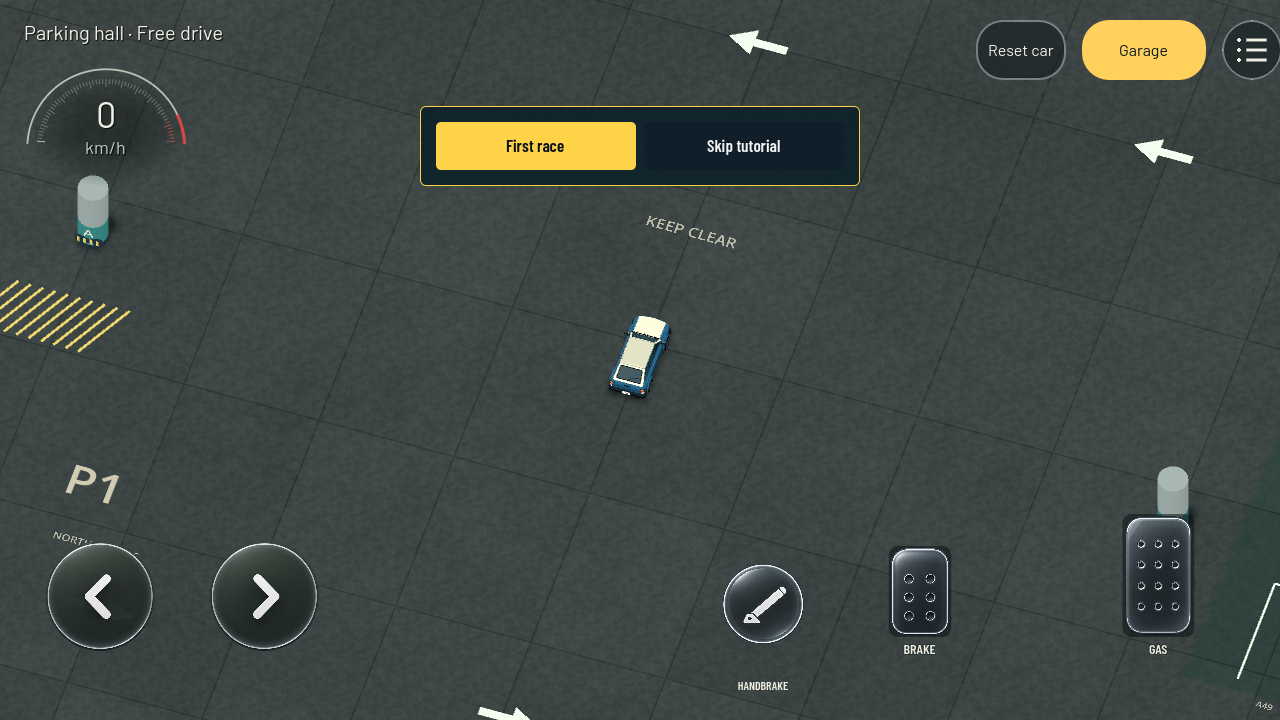 Parking hall · Free drive
Reset car
Garage
0
km/h
First race
Skip tutorial
KEEP CLEAR
A
P1
BRAKE
GAS
HANDBRAKE
A49